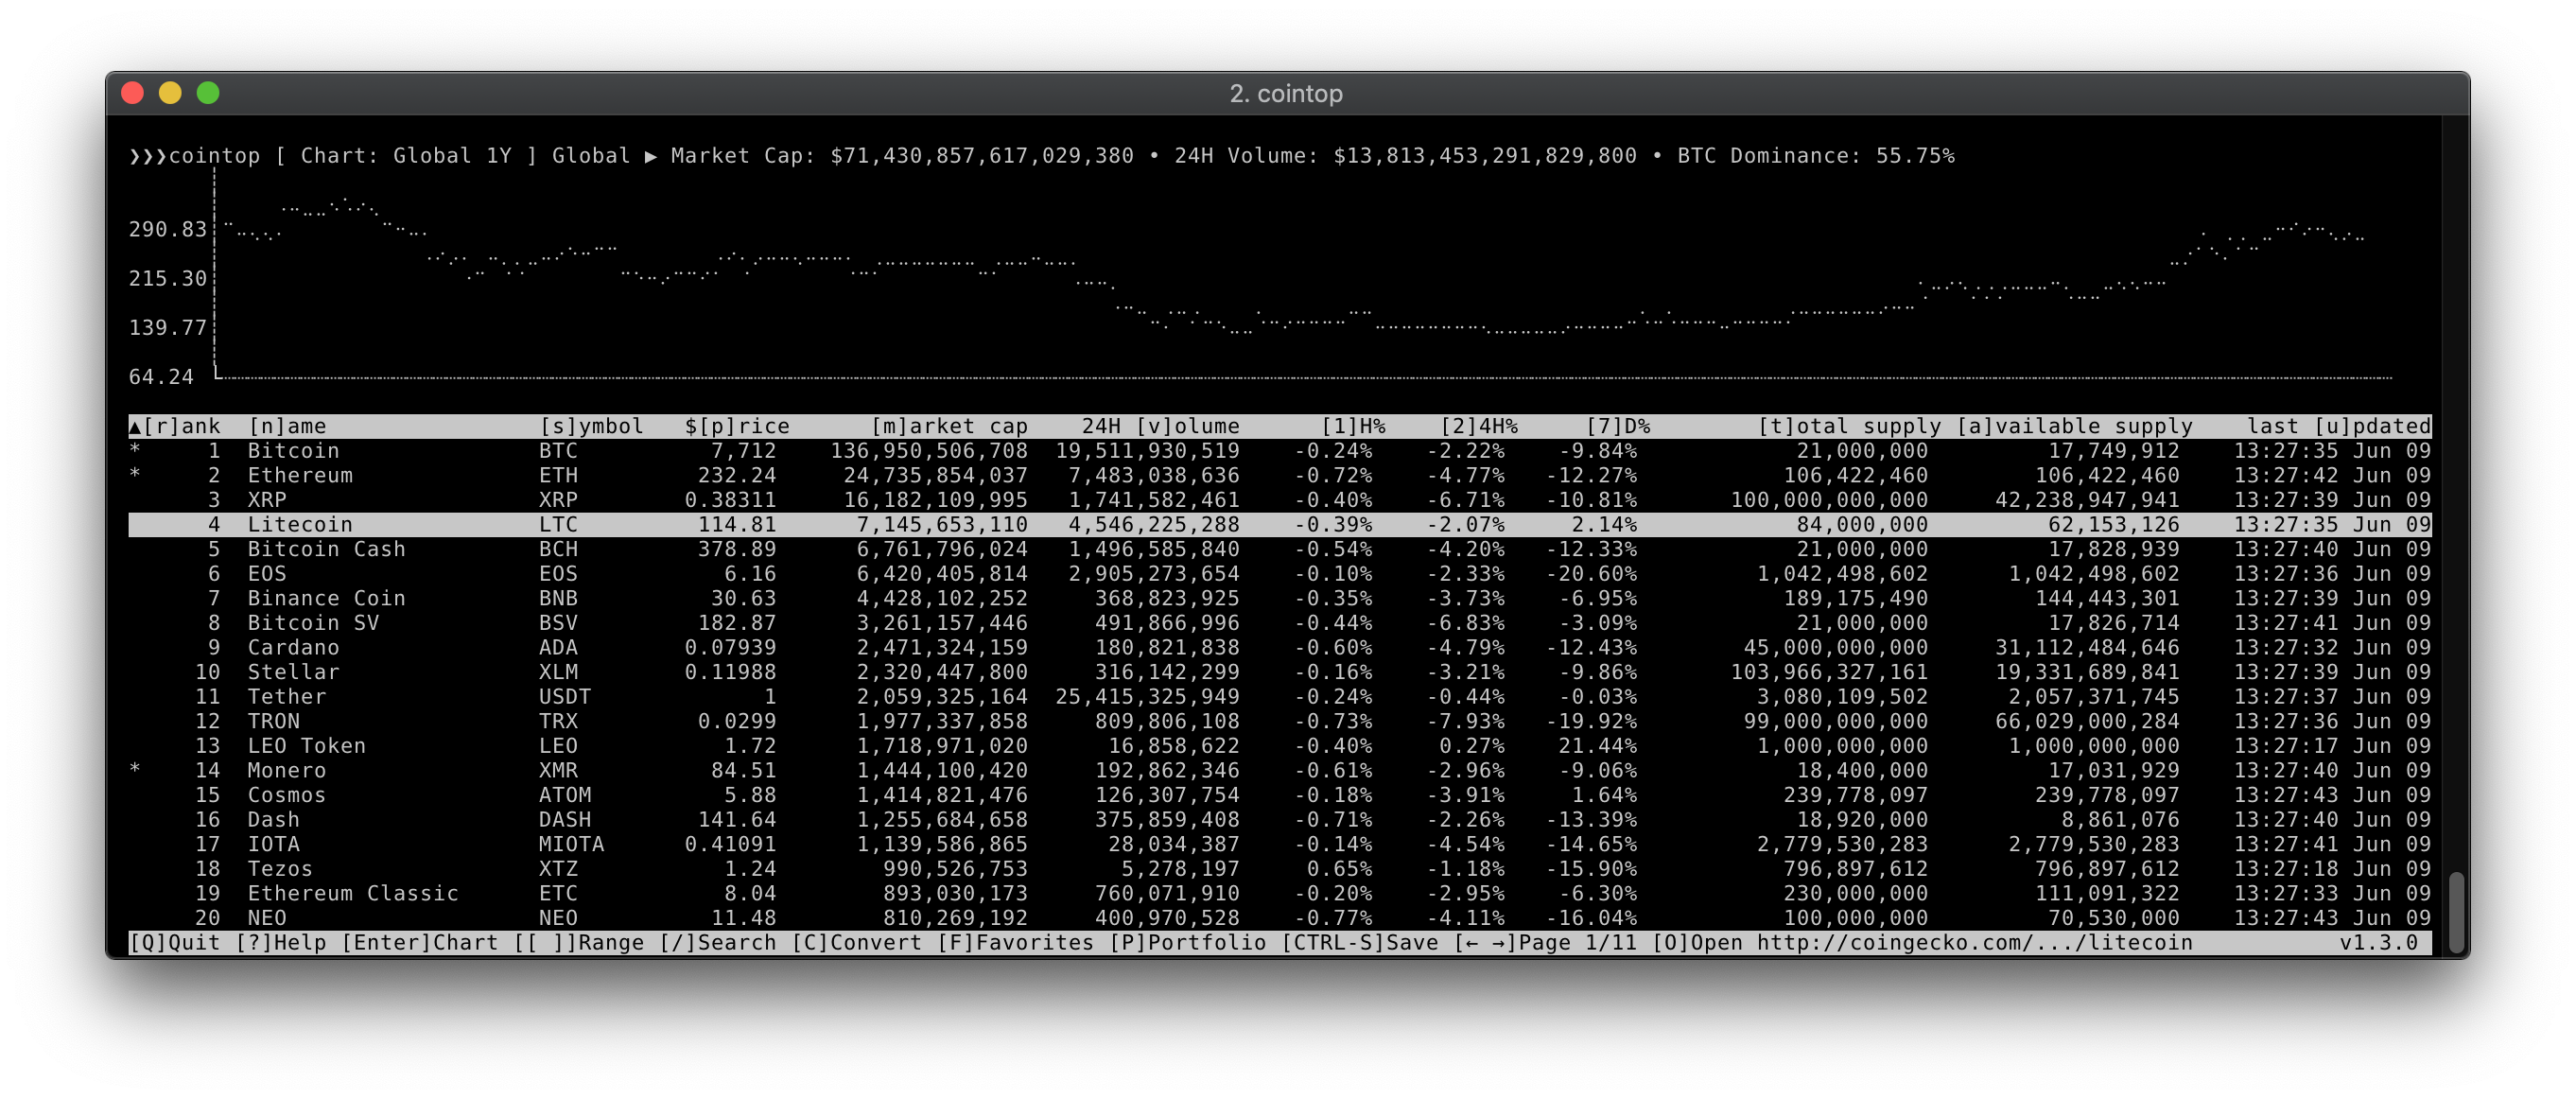 2. cointop
❯❯❯cointop [ Chart: Global 1Y ] Global ▶ Market Cap: $71,430,857,617,029,380 • 24H Volume: $13,813,453,291,829,800 • BTC Dominance: 55.75%
290.83
215.30
139.77
64.24
▲[r]ank [n]ame [s]ymbol $[p]rice [m]arket cap 24H [v]olume [1]H% [2]4H% [7]D% [t]otal supply [a]vailable supply last [u]pdated
* 1 Bitcoin BTC 7,712 136,950,506,708 19,511,930,519 -0.24% -2.22% -9.84% 21,000,000 17,749,912 13:27:35 Jun 09
* 2 Ethereum ETH 232.24 24,735,854,037 7,483,038,636 -0.72% -4.77% -12.27% 106,422,460 106,422,460 13:27:42 Jun 09
3 XRP XRP 0.38311 16,182,109,995 1,741,582,461 -0.40% -6.71% -10.81% 100,000,000,000 42,238,947,941 13:27:39 Jun 09
4 Litecoin LTC 114.81 7,145,653,110 4,546,225,288 -0.39% -2.07% 2.14% 84,000,000 62,153,126 13:27:35 Jun 09
5 Bitcoin Cash BCH 378.89 6,761,796,024 1,496,585,840 -0.54% -4.20% -12.33% 21,000,000 17,828,939 13:27:40 Jun 09
6 EOS EOS 6.16 6,420,405,814 2,905,273,654 -0.10% -2.33% -20.60% 1,042,498,602 1,042,498,602 13:27:36 Jun 09
7 Binance Coin BNB 30.63 4,428,102,252 368,823,925 -0.35% -3.73% -6.95% 189,175,490 144,443,301 13:27:39 Jun 09
8 Bitcoin SV BSV 182.87 3,261,157,446 491,866,996 -0.44% -6.83% -3.09% 21,000,000 17,826,714 13:27:41 Jun 09
9 Cardano ADA 0.07939 2,471,324,159 180,821,838 -0.60% -4.79% -12.43% 45,000,000,000 31,112,484,646 13:27:32 Jun 09
10 Stellar XLM 0.11988 2,320,447,800 316,142,299 -0.16% -3.21% -9.86% 103,966,327,161 19,331,689,841 13:27:39 Jun 09
11 Tether USDT 1 2,059,325,164 25,415,325,949 -0.24% -0.44% -0.03% 3,080,109,502 2,057,371,745 13:27:37 Jun 09
12 TRON TRX 0.0299 1,977,337,858 809,806,108 -0.73% -7.93% -19.92% 99,000,000,000 66,029,000,284 13:27:36 Jun 09
13 LEO Token LEO 1.72 1,718,971,020 16,858,622 -0.40% 0.27% 21.44% 1,000,000,000 1,000,000,000 13:27:17 Jun 09
* 14 Monero XMR 84.51 1,444,100,420 192,862,346 -0.61% -2.96% -9.06% 18,400,000 17,031,929 13:27:40 Jun 09
15 Cosmos ATOM 5.88 1,414,821,476 126,307,754 -0.18% -3.91% 1.64% 239,778,097 239,778,097 13:27:43 Jun 09
16 Dash DASH 141.64 1,255,684,658 375,859,408 -0.71% -2.26% -13.39% 18,920,000 8,861,076 13:27:40 Jun 09
17 IOTA MIOTA 0.41091 1,139,586,865 28,034,387 -0.14% -4.54% -14.65% 2,779,530,283 2,779,530,283 13:27:41 Jun 09
18 Tezos XTZ 1.24 990,526,753 5,278,197 0.65% -1.18% -15.90% 796,897,612 796,897,612 13:27:18 Jun 09
19 Ethereum Classic ETC 8.04 893,030,173 760,071,910 -0.20% -2.95% -6.30% 230,000,000 111,091,322 13:27:33 Jun 09
20 NEO NEO 11.48 810,269,192 400,970,528 -0.77% -4.11% -16.04% 100,000,000 70,530,000 13:27:43 Jun 09
[Q]Quit [?]Help [Enter]Chart [[ ]]Range [/]Search [C]Convert [F]Favorites [P]Portfolio [CTRL-S]Save [← →]Page 1/11 [O]Open http://coingecko.com/.../litecoin v1.3.0